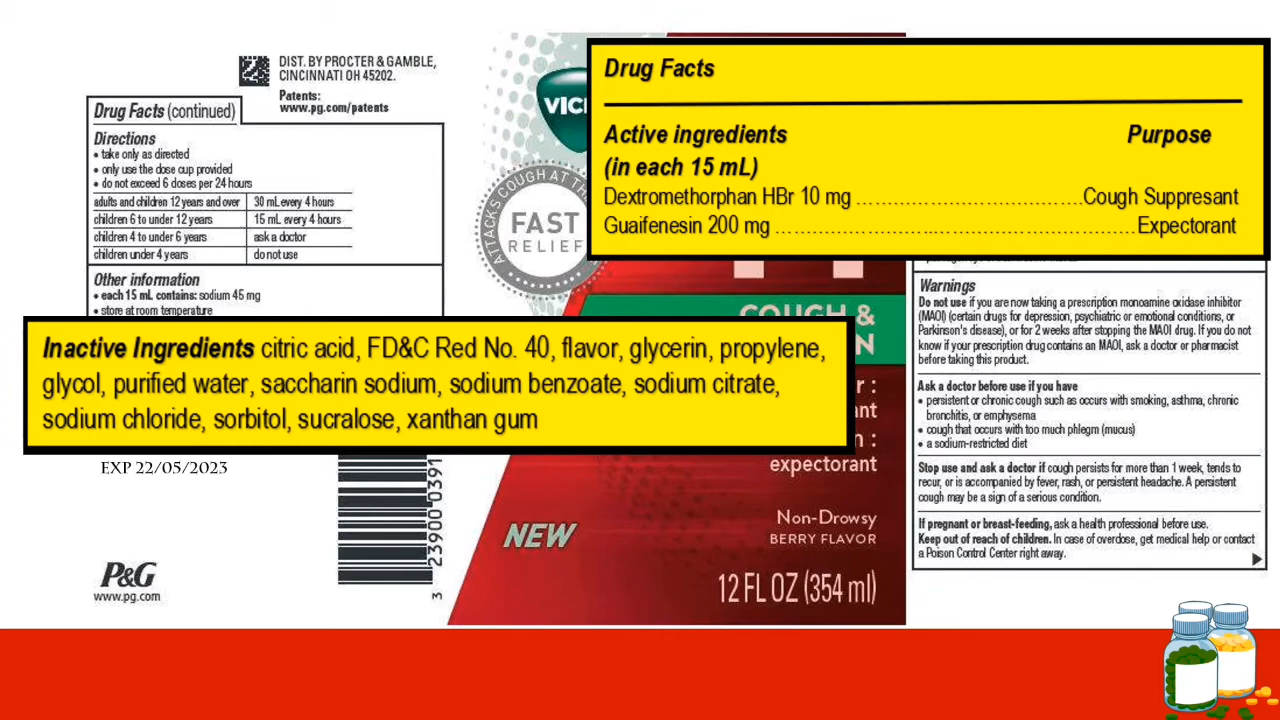 DIST. BY PROCTER & GAMBLE,
CINCINNATI OH 45202.
Patents:
www.pg.com/patents
Drug Facts (continued)
Directions
• take only as directed
• only use the dose cup provided
• do not exceed 6 doses per 24 hours
adults and children 12 years and over 30 mL every 4 hours
children 6 to under 12 years 15 mL every 4 hours
children 4 to under 6 years ask a doctor
children under 4 years do not use
Other information
• each 15 mL contains: sodium 45 mg
• store at room temperature
Inactive Ingredients citric acid, FD&C Red No. 40, flavor, glycerin, propylene,
glycol, purified water, saccharin sodium, sodium benzoate, sodium citrate,
sodium chloride, sorbitol, sucralose, xanthan gum
EXP 22/05/2023
3 23900 0391
P&G
www.pg.com
VIC
ATTACKS COUGH AT TH
FAST
RELIEF
COUGH &
N
r :
ant
n :
expectorant
NEW
Non-Drowsy
BERRY FLAVOR
12 FL OZ (354 ml)
Drug Facts
Active ingredients Purpose
(in each 15 mL)
Dextromethorphan HBr 10 mg ....................................Cough Suppresant
Guaifenesin 200 mg .........................................................Expectorant
Warnings
Do not use if you are now taking a prescription monoamine oxidase inhibitor
(MAOI) (certain drugs for depression, psychiatric or emotional conditions, or
Parkinson's disease), or for 2 weeks after stopping the MAOI drug. If you do not
know if your prescription drug contains an MAOI, ask a doctor or pharmacist
before taking this product.
Ask a doctor before use if you have
• persistent or chronic cough such as occurs with smoking, asthma, chronic
bronchitis, or emphysema
• cough that occurs with too much phlegm (mucus)
• a sodium-restricted diet
Stop use and ask a doctor if cough persists for more than 1 week, tends to
recur, or is accompanied by fever, rash, or persistent headache. A persistent
cough may be a sign of a serious condition.
If pregnant or breast-feeding, ask a health professional before use.
Keep out of reach of children. In case of overdose, get medical help or contact
a Poison Control Center right away.